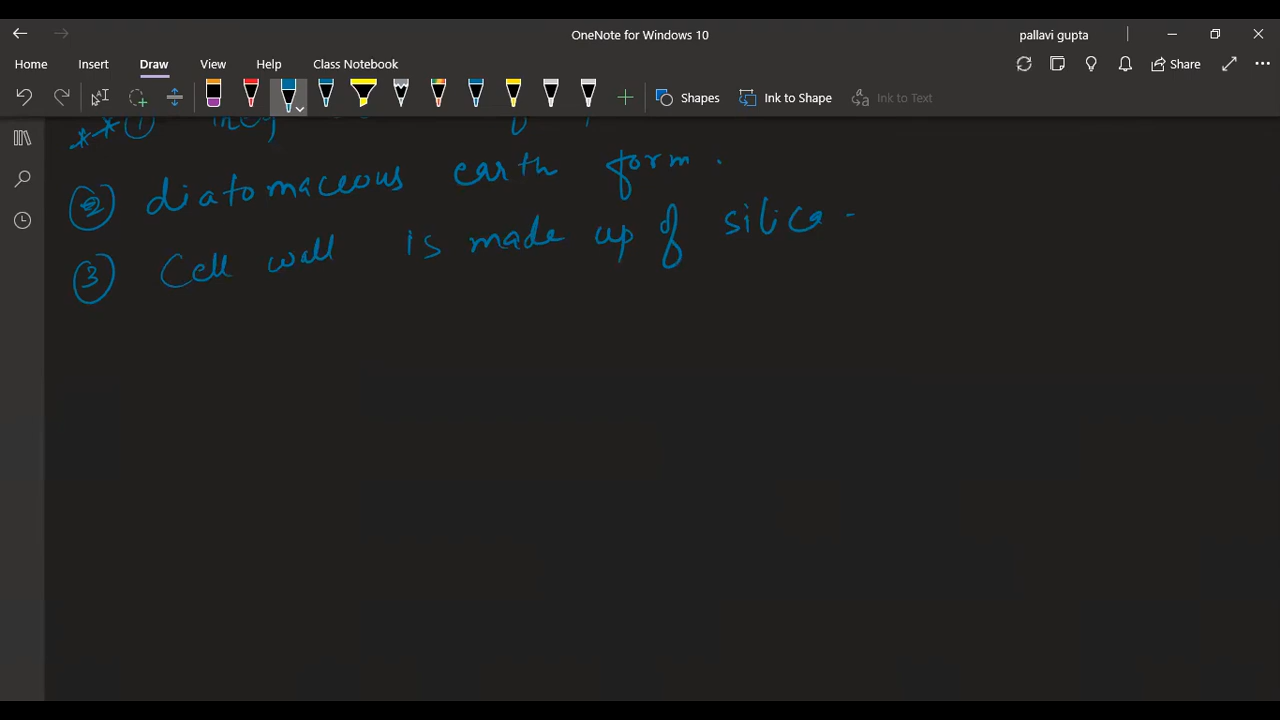 OneNote for Windows 10
pallavi gupta
Home Insert Draw View Help Class Notebook
Share
Shapes Ink to Shape Ink to Text
**①
② diatomaceous earth form.
③ Cell wall is made up of silica -